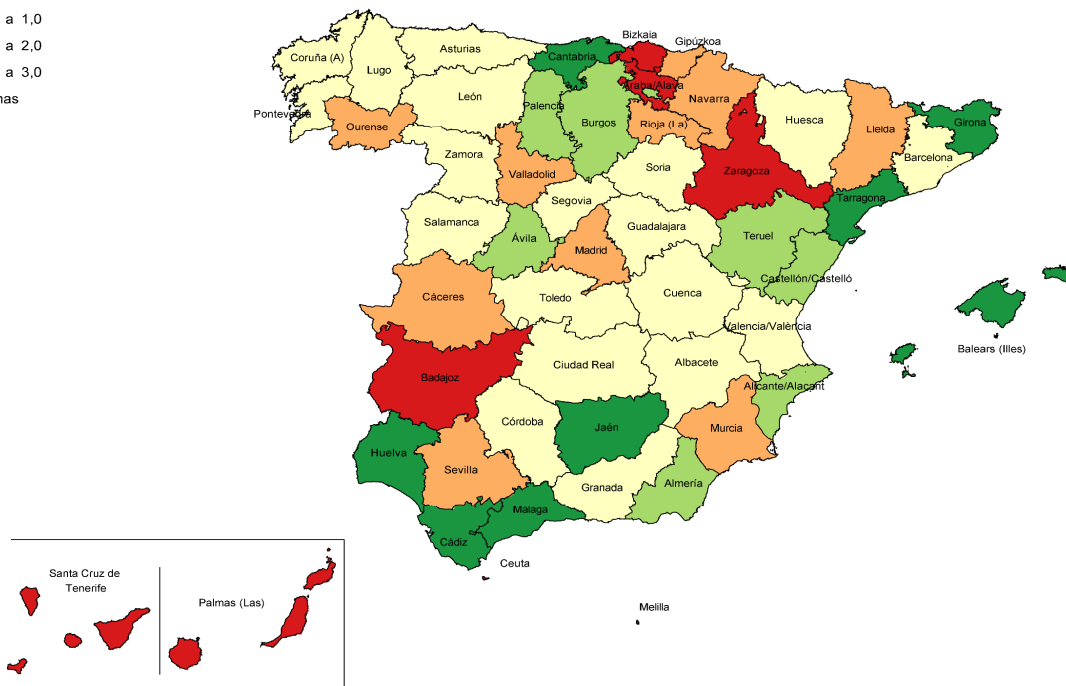 a 1,0
a 2,0
a 3,0
nas
Bizkaia
Gipúzkoa
Asturias
Cantabria
Coruña (A)
Lugo
León
Palencia
Burgos
Araba/Alava
Navarra
Huesca
Lleida
Girona
Pontevedra
Ourense
Rioja (La)
Barcelona
Zamora
Valladolid
Soria
Zaragoza
Tarragona
Segovia
Salamanca
Ávila
Guadalajara
Teruel
Madrid
Castellón/Castelló
Cáceres
Toledo
Cuenca
Valencia/València
Balears (Illes)
Badajoz
Ciudad Real
Albacete
Alicante/Alacant
Córdoba
Jaén
Murcia
Huelva
Sevilla
Granada
Almería
Málaga
Cádiz
Ceuta
Santa Cruz de
Tenerife
Palmas (Las)
Melilla